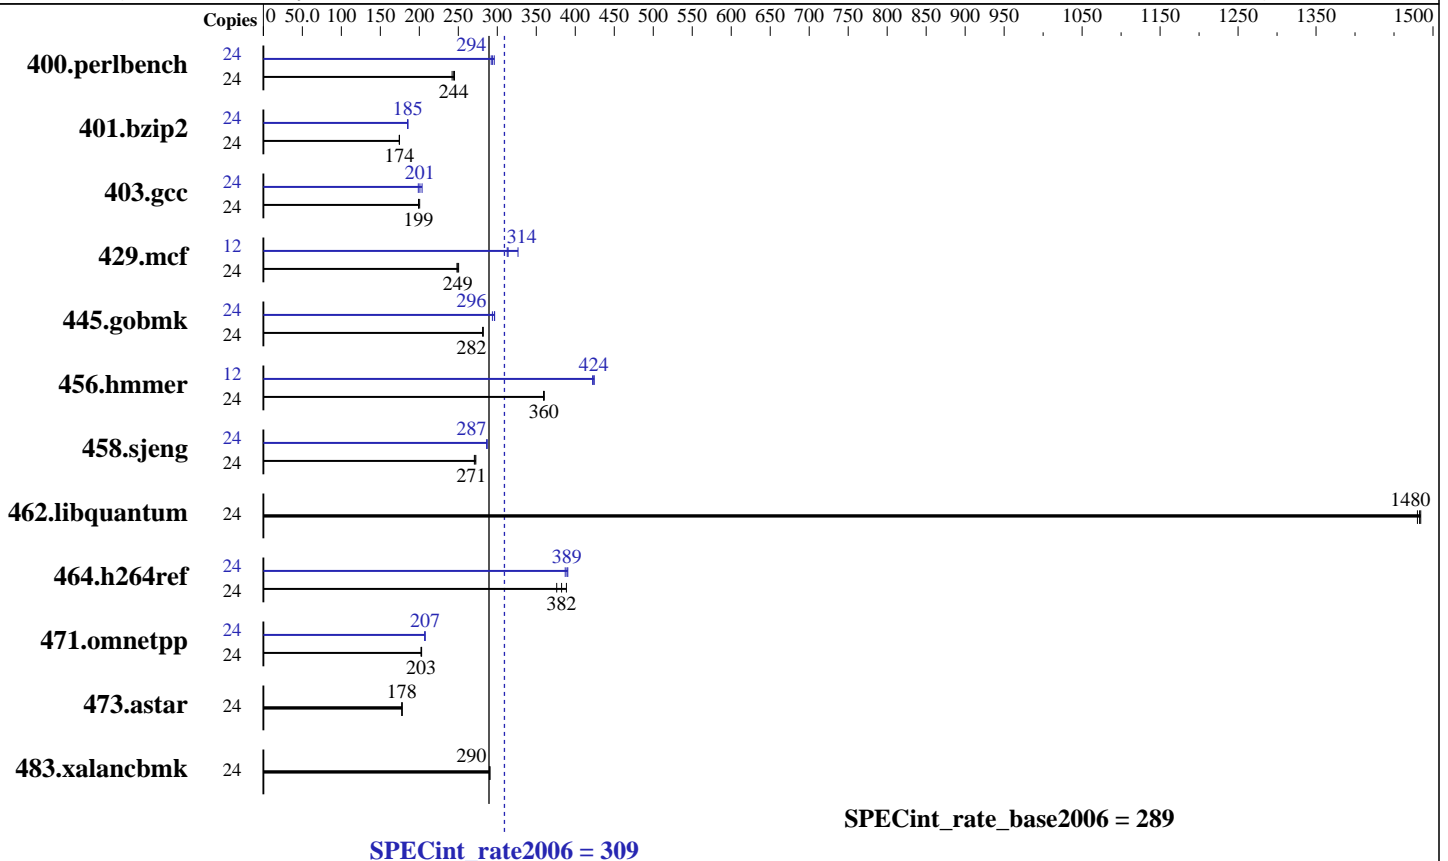 Copies 0 50.0 100 150 200 250 300 350 400 450 500 550 600 650 700 750 800 850 900 950 1050 1150 1250 1350 1500
400.perlbench 24 294
24 244
401.bzip2 24 185
24 174
403.gcc 24 201
24 199
429.mcf 12 314
24 249
445.gobmk 24 296
24 282
456.hmmer 12 424
24 360
458.sjeng 24 287
24 271
462.libquantum 24 1480
464.h264ref 24 389
24 382
471.omnetpp 24 207
24 203
473.astar 24 178
483.xalancbmk 24 290
SPECint_rate_base2006 = 289
SPECint_rate2006 = 309